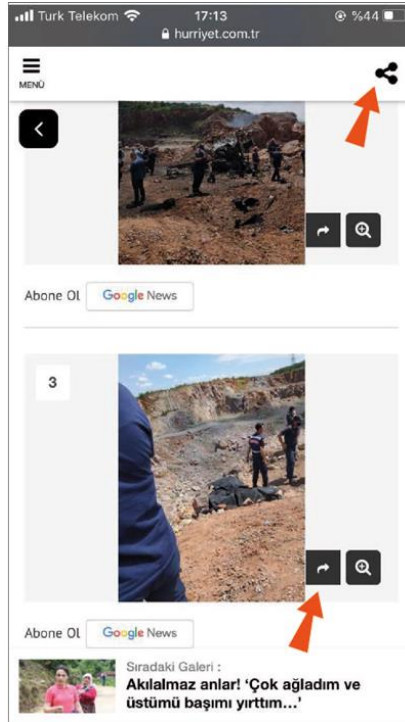 Turk Telekom 17:13 %44
hurriyet.com.tr
MENÜ
Abone Ol Google News
3
Abone Ol Google News
Sıradaki Galeri :
Akılalmaz anlar! ‘Çok ağladım ve
üstümü başımı yırttım...’